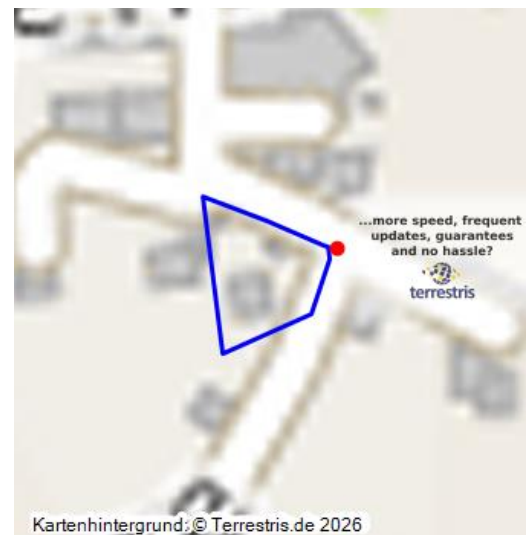 ...more speed, frequent
updates, guarantees
and no hassle?
terrestris
Kartenhintergrund: © Terrestris.de 2026